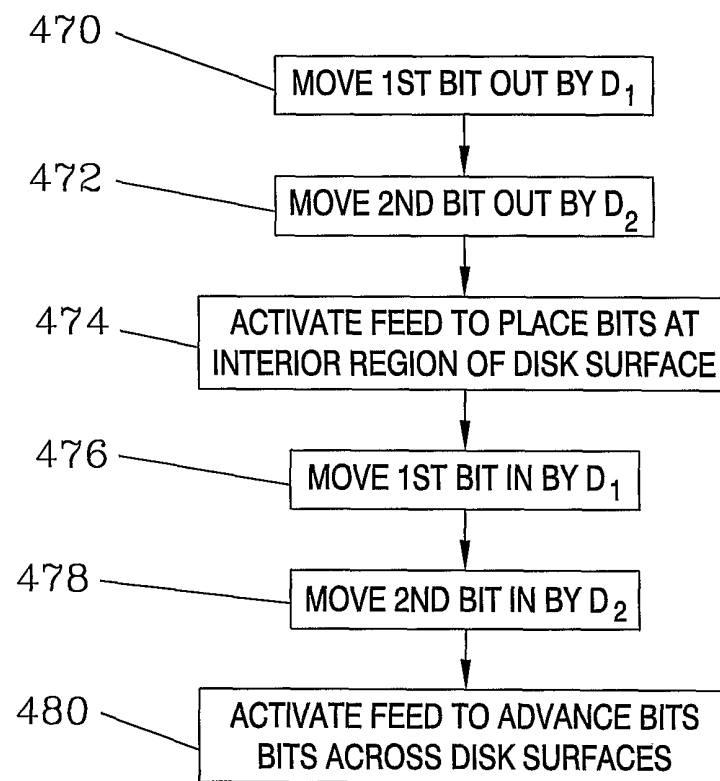 470
MOVE 1ST BIT OUT BY D1
472
MOVE 2ND BIT OUT BY D2
474
ACTIVATE FEED TO PLACE BITS AT
INTERIOR REGION OF DISK SURFACE
476
MOVE 1ST BIT IN BY D1
478
MOVE 2ND BIT IN BY D2
480
ACTIVATE FEED TO ADVANCE BITS
BITS ACROSS DISK SURFACES